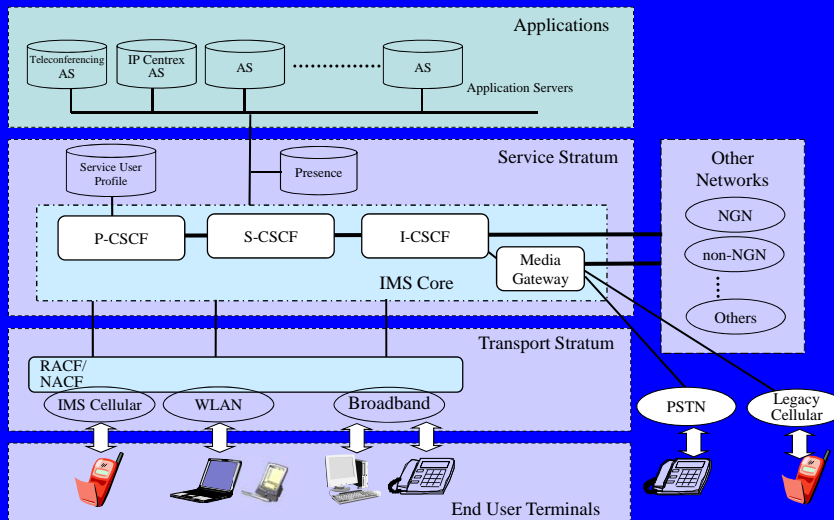 Applications
Teleconferencing
AS
IP Centrex
AS
AS
AS
Application Servers
Service Stratum
Service User
Profile
Presence
P-CSCF
S-CSCF
I-CSCF
Media
Gateway
IMS Core
Other
Networks
NGN
non-NGN
Others
Transport Stratum
RACF/
NACF
IMS Cellular
WLAN
Broadband
PSTN
Legacy
Cellular
End User Terminals